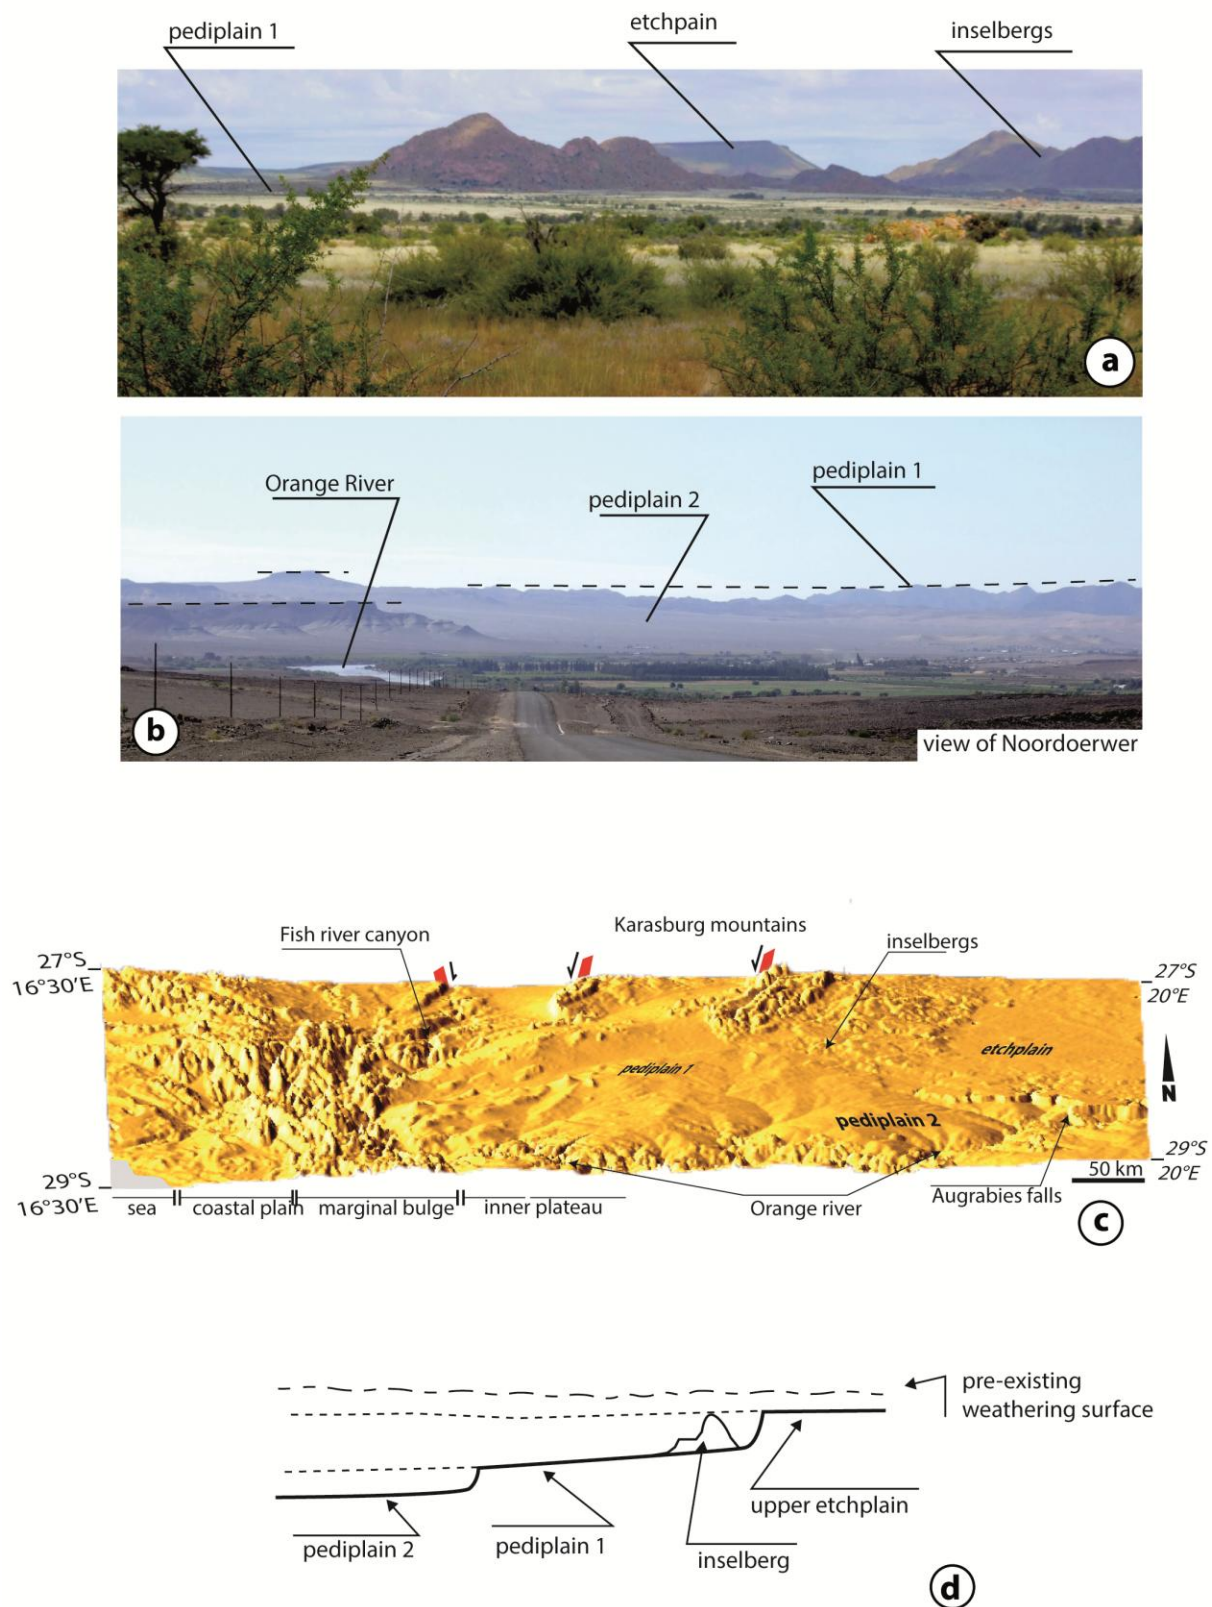 pediplain 1
etchpain
inselbergs
a
Orange River
pediplain 2
pediplain 1
b
view of Noordoerwer
Karasburg mountains
Fish river canyon
inselbergs
27°S
16°30'E
27°S
20°E
etchplain
pediplain 1
N
pediplain 2
29°S
16°30'E
29°S
20°E
50 km
sea
coastal plain
marginal bulge
inner plateau
Orange river
Augrabies falls
c
pre-existing
weathering surface
upper etchplain
pediplain 2
pediplain 1
inselberg
d